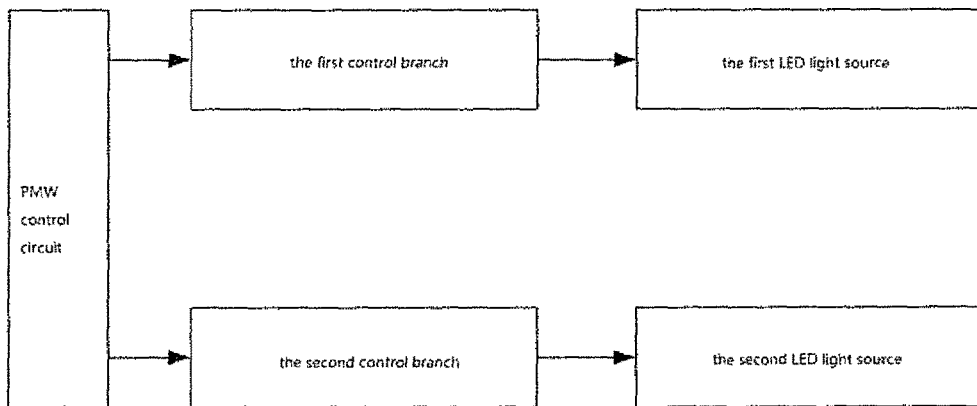 the first control branch
the first LED light source
PMW
control
circuit
the second control branch
the second LED light source